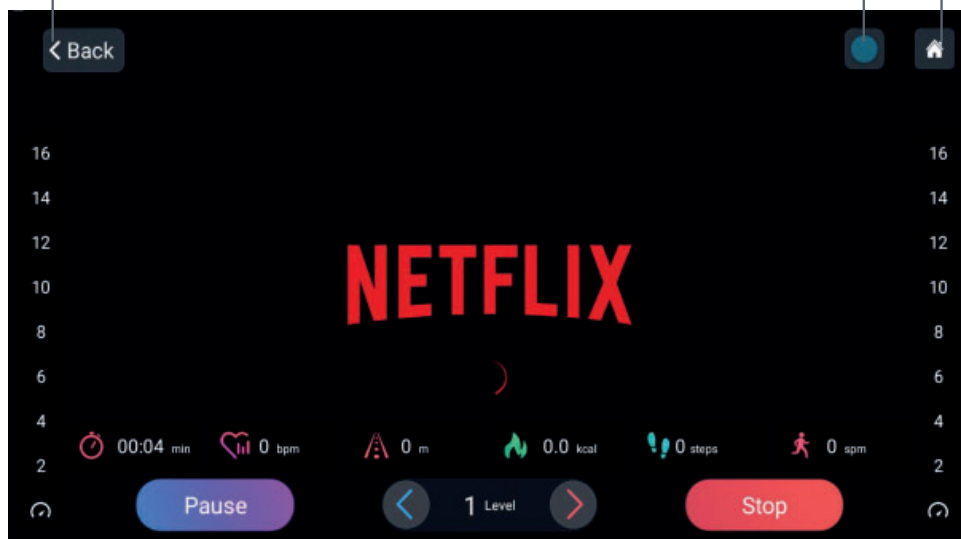 Back
16 16
14 14
12 12
NETFLIX
10 10
8 8
6 6
4 4
00:04 min 0 bpm 0 m 0.0 kcal 0 steps 0 spm
2 2
Pause 1 Level Stop